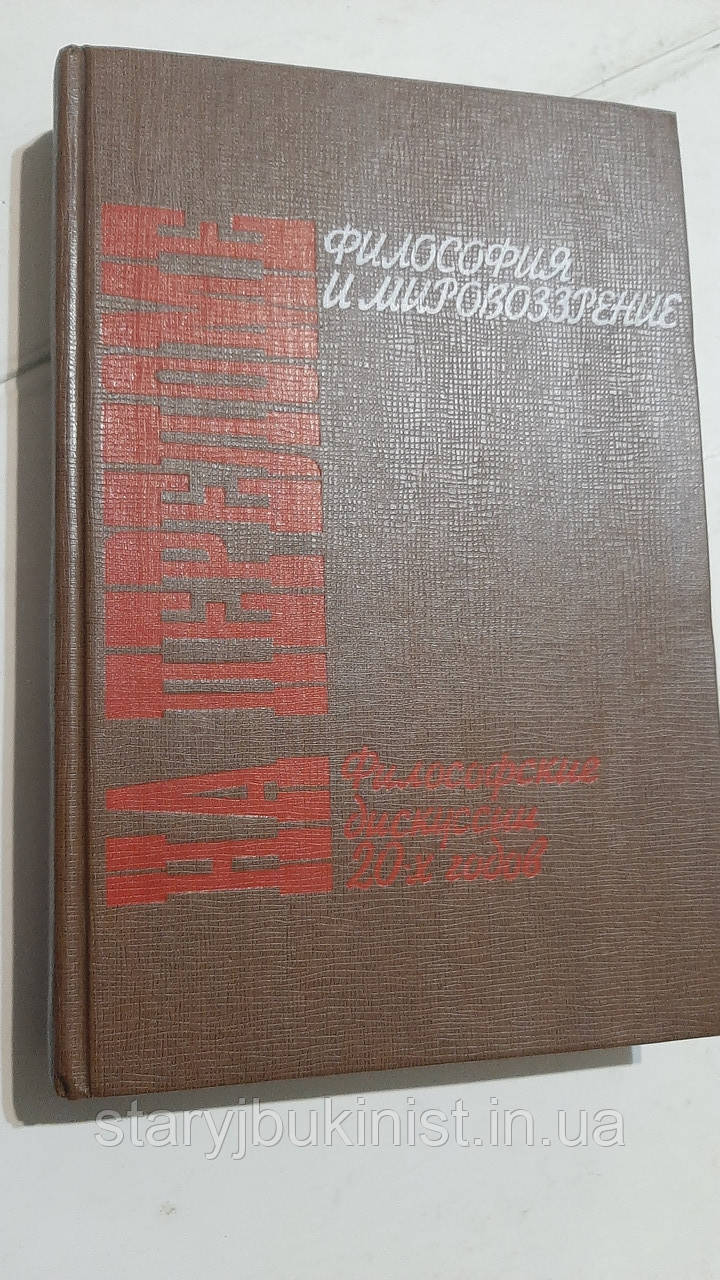 ФИЛОСОФИЯ
И МИРОВОЗЗРЕНИЕ
НА ПЕРЕЛОМЕ
Философские
дискуссии
20-х годов
staryjbukinist.in.ua